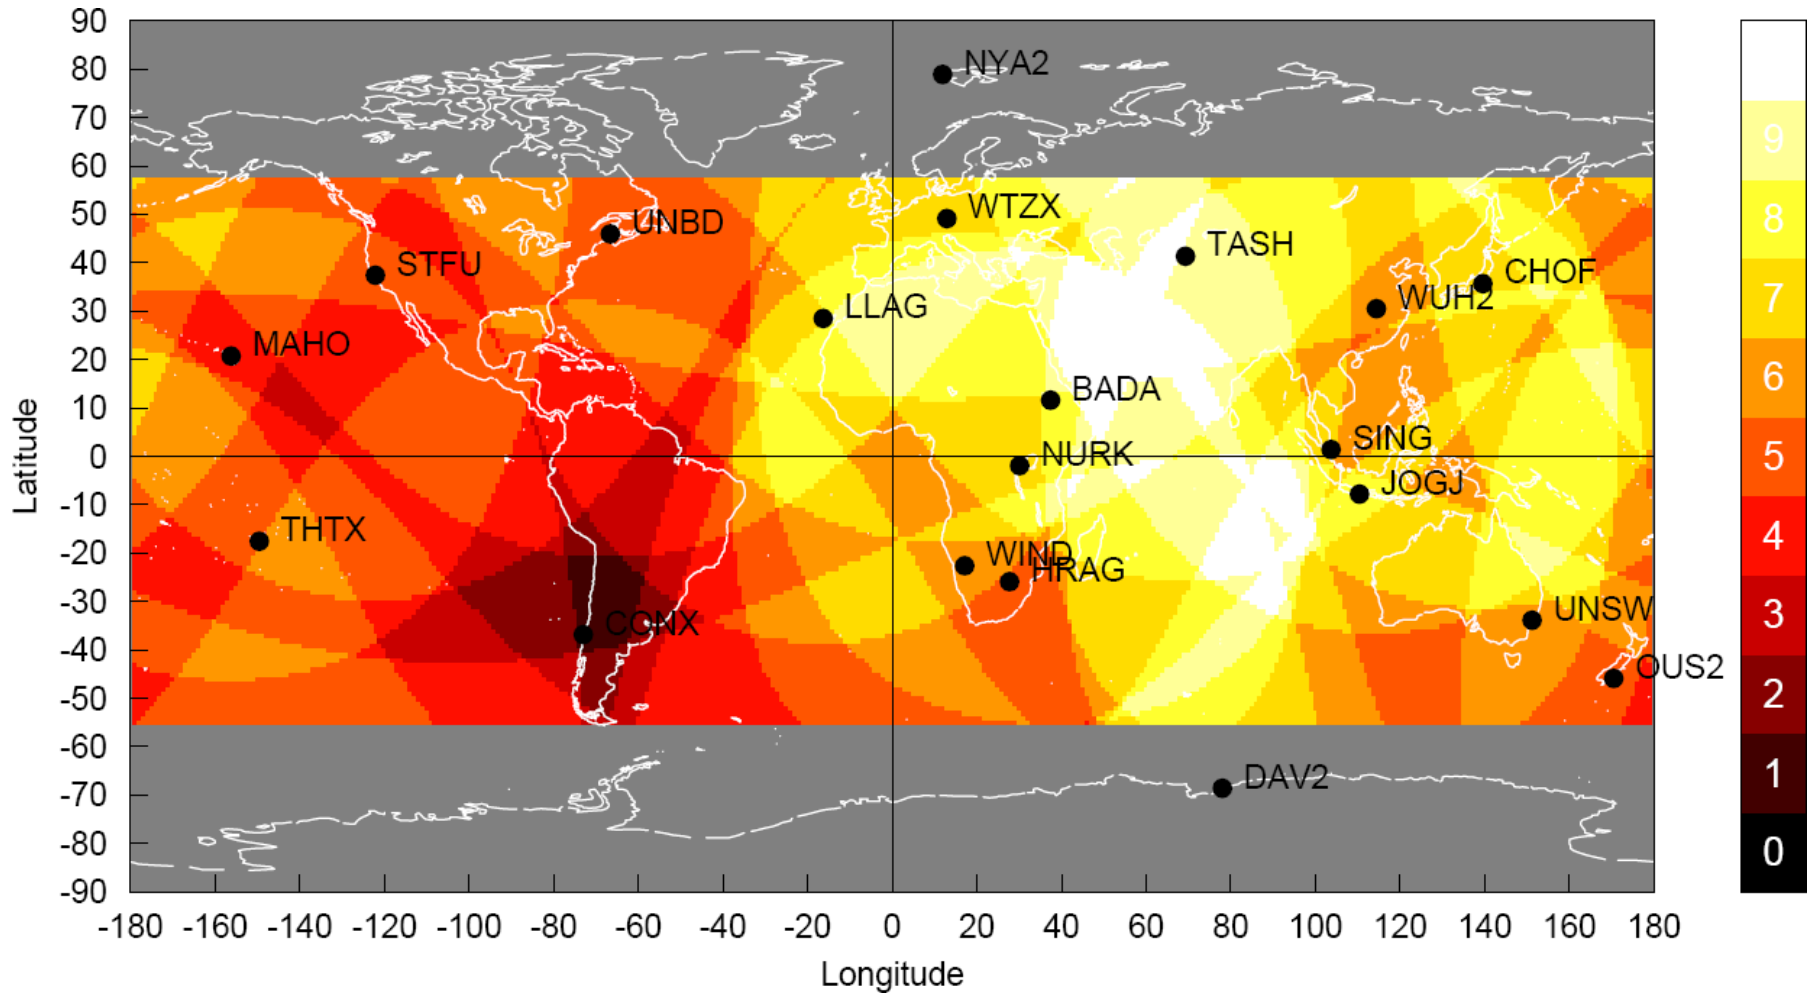 90
80
70
60
50
40
30
20
10
0
-10
-20
-30
-40
-50
-60
-70
-80
-90
Latitude
-180 -160 -140 -120 -100 -80 -60 -40 -20 0 20 40 60 80 100 120 140 160 180
Longitude
NYA2
UNBD
WTZX
STFU
TASH
CHOF
WUH2
LLAG
MAHO
BADA
SING
NURK
JOGJ
THTX
WIND
HRAG
CONX
UNSW
OUS2
DAV2
9
8
7
6
5
4
3
2
1
0